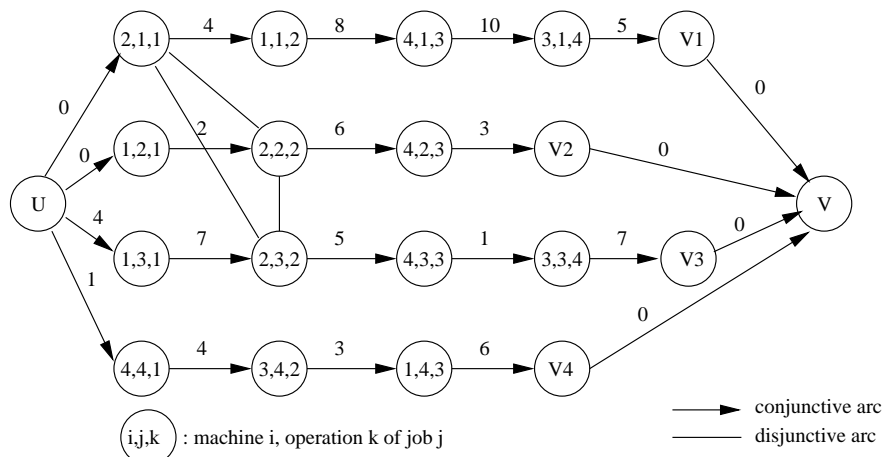 2,1,1 4 1,1,2 8 4,1,3 10 3,1,4 5 V1
0 0
1,2,1 2 2,2,2 6 4,2,3 3 V2
0 0
U V
4 0
1,3,1 7 2,3,2 5 4,3,3 1 3,3,4 7 V3
1 0
4,4,1 4 3,4,2 3 1,4,3 6 V4
i,j,k : machine i, operation k of job j
conjunctive arc
disjunctive arc